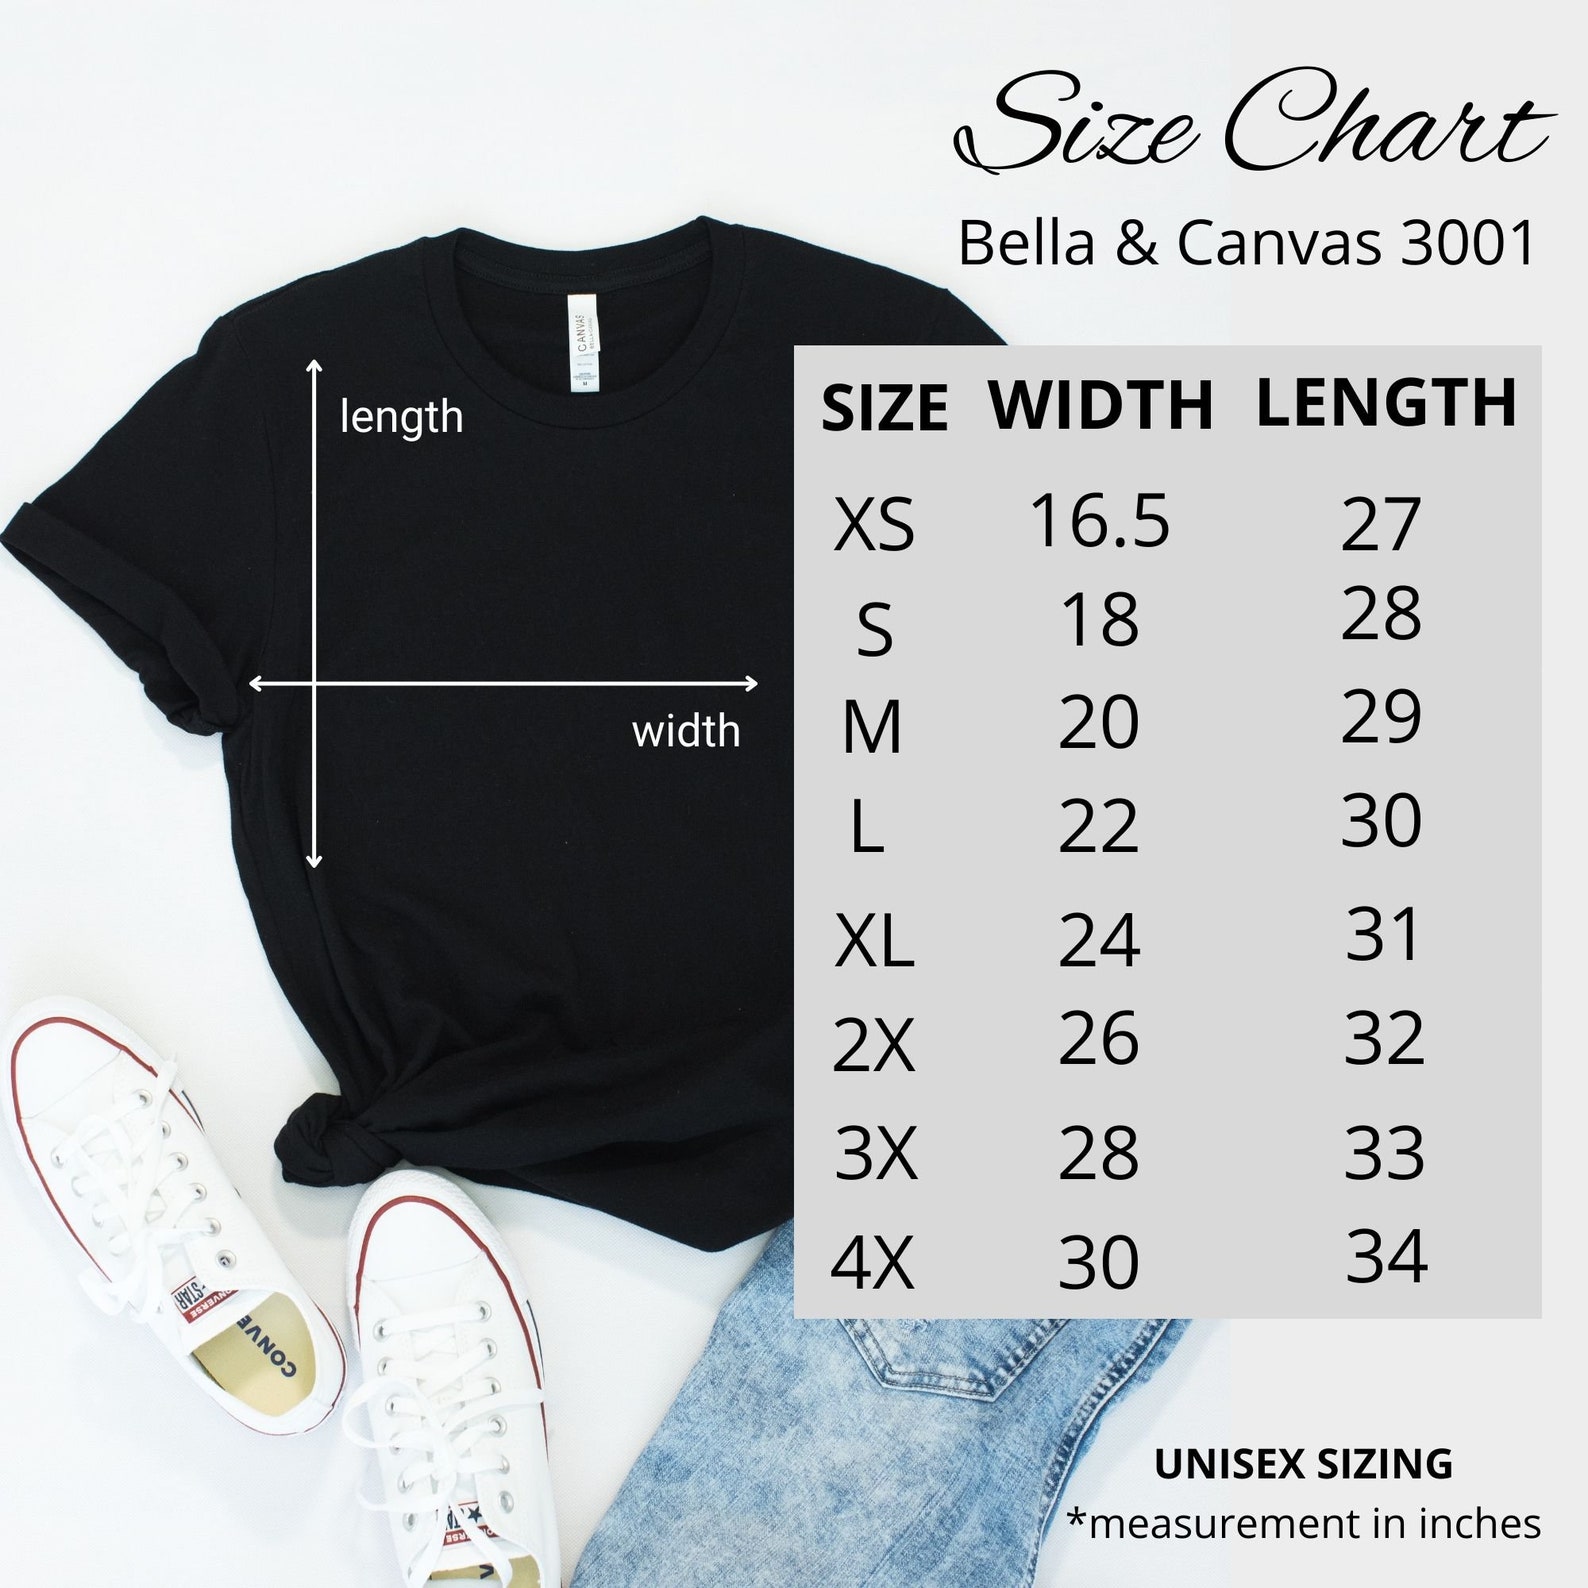 Size Chart
Bella & Canvas 3001
CANVAS
length
width
SIZE WIDTH LENGTH
XS 16.5 27
S 18 28
M 20 29
L 22 30
XL 24 31
2X 26 32
3X 28 33
4X 30 34
STAR
CONVERSE
CONVE
UNISEX SIZING
*measurement in inches